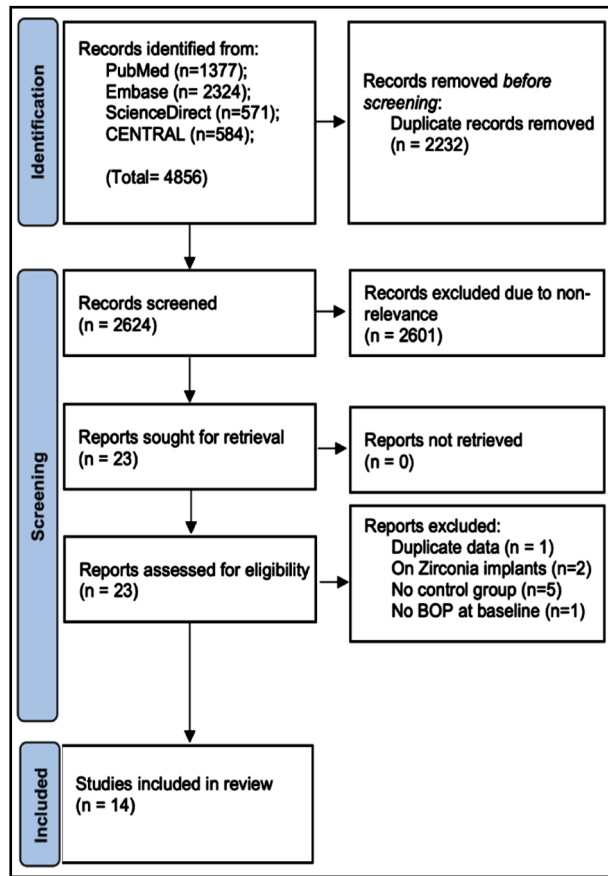 Identification
Records identified from:
PubMed (n=1377);
Embase (n= 2324);
ScienceDirect (n=571);
CENTRAL (n=584);
(Total= 4856)
Records removed before
screening:
Duplicate records removed
(n = 2232)
Screening
Records screened
(n = 2624)
Records excluded due to non-
relevance
(n = 2601)
Reports sought for retrieval
(n = 23)
Reports not retrieved
(n = 0)
Reports assessed for eligibility
(n = 23)
Reports excluded:
Duplicate data (n = 1)
On Zirconia implants (n=2)
No control group (n=5)
No BOP at baseline (n=1)
Included
Studies included in review
(n = 14)